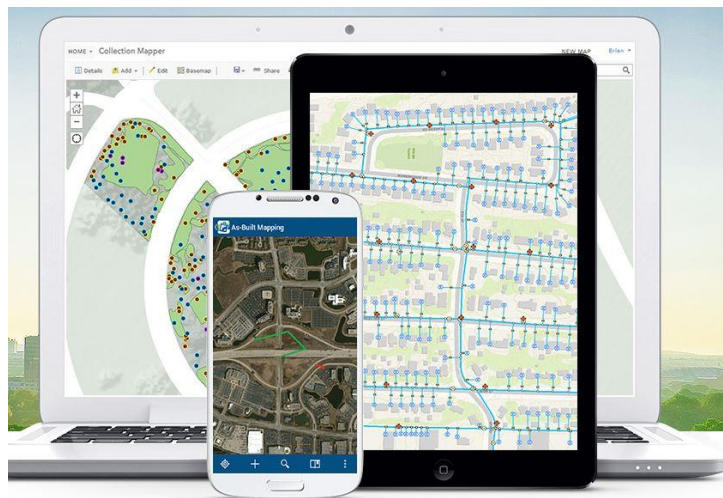 HOME Collection Mapper
NEW MAP Brian
Details Add Edit Basemap Share
As-Built Mapping